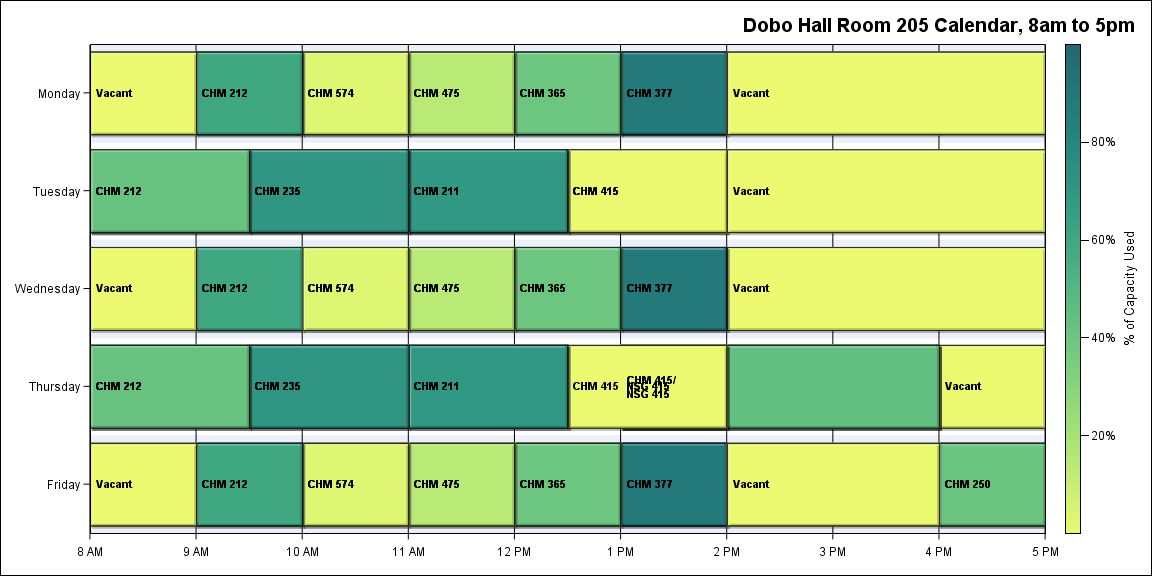 Dobo Hall Room 205 Calendar, 8am to 5pm
Monday
Vacant
CHM 212
CHM 574
CHM 475
CHM 365
CHM 377
Vacant
Tuesday
CHM 212
CHM 235
CHM 211
CHM 415
Vacant
Wednesday
Vacant
CHM 212
CHM 574
CHM 475
CHM 365
CHM 377
Vacant
Thursday
CHM 212
CHM 235
CHM 211
CHM 415
CHM 415/
NSG 415
NSG 415
Vacant
Friday
Vacant
CHM 212
CHM 574
CHM 475
CHM 365
CHM 377
Vacant
CHM 250
8 AM
9 AM
10 AM
11 AM
12 PM
1 PM
2 PM
3 PM
4 PM
5 PM
80%
60%
40%
20%
% of Capacity Used